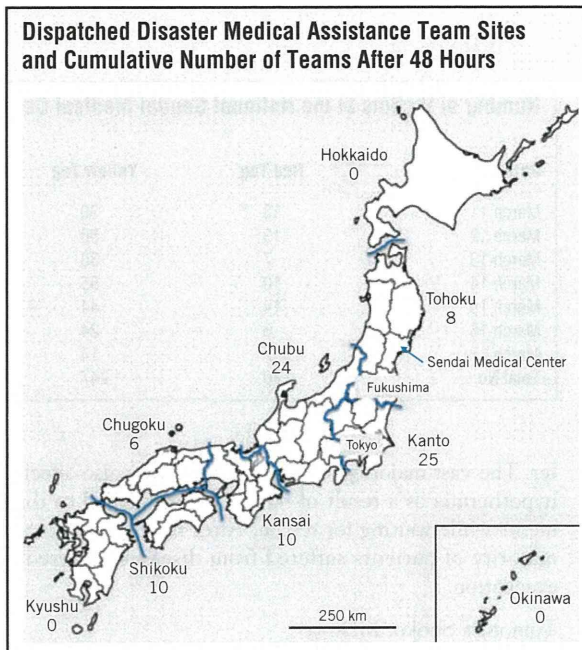 Dispatched Disaster Medical Assistance Team Sites
and Cumulative Number of Teams After 48 Hours
Hokkaido
0
Tohoku
8
Sendai Medical Center
Chubu
24
Fukushima
Chugoku
6
Tokyo
Kanto
25
Kansai
10
Shikoku
10
Kyushu
0
250 km
Okinawa
0